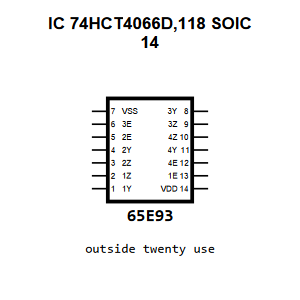 IC 74HCT4066D,118 SOIC
14
7 VSS 3Y 8
6 3E 3Z 9
5 2E 4Z 10
4 2Y 4Y 11
3 2Z 4E 12
2 1Z 1E 13
1 1Y VDD 14
65E93
outside twenty use